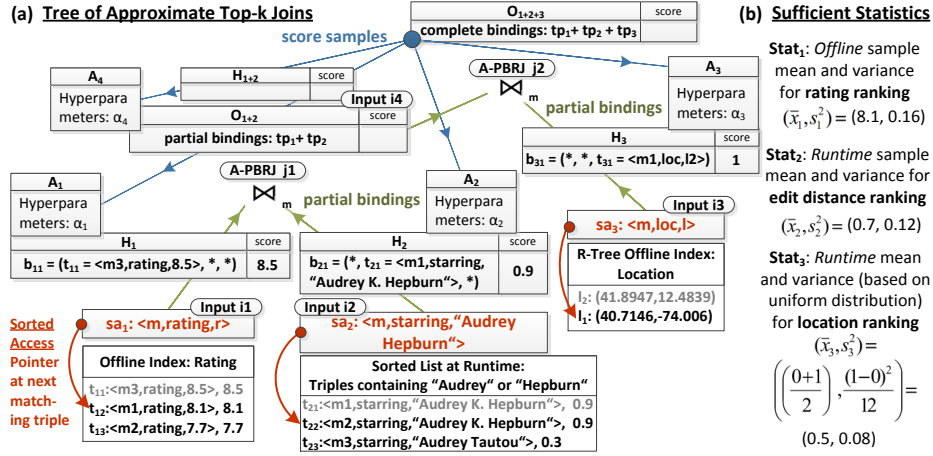 (a) Tree of Approximate Top-k Joins
O₁₊₂₊₃ score
complete bindings: tp₁+ tp₂ + tp₃
score samples
A₄
Hyperpara
meters: α₄
H₁₊₂ score
Input i4
O₁₊₂ score
partial bindings: tp₁+ tp₂
A-PBRJ j2
⋈ m
partial bindings
A₃
Hyperpara
meters: α₃
H₃ score
b₃₁ = (*, *, t₃₁ = <m1,loc,l2>) 1
A-PBRJ j1
⋈ m
partial bindings
A₁
Hyperpara
meters: α₁
A₂
Hyperpara
meters: α₂
H₁ score
b₁₁ = (t₁₁ = <m3,rating,8.5>, *, *) 8.5
H₂ score
b₂₁ = (*, t₂₁ = <m1,starring,
“Audrey K. Hepburn“>, *) 0.9
Input i3
sa₃: <m,loc,l>
R-Tree Offline Index:
Location
l₂: (41.8947,12.4839)
l₁: (40.7146,-74.006)
Sorted
Access
Pointer
at next
match-
ing triple
Input i1
sa₁: <m,rating,r>
Offline Index: Rating
t₁₁:<m3,rating,8.5>, 8.5
t₁₂:<m1,rating,8.1>, 8.1
t₁₃:<m2,rating,7.7>, 7.7
Input i2
sa₂: <m,starring,“Audrey
Hepburn“>
Sorted List at Runtime:
Triples containing “Audrey“ or “Hepburn“
t₂₁:<m1,starring,“Audrey K. Hepburn“>, 0.9
t₂₂:<m2,starring,“Audrey K. Hepburn“>, 0.9
t₂₃:<m3,starring,“Audrey Tautou“>, 0.3
(b) Sufficient Statistics
Stat₁: Offline sample
mean and variance
for rating ranking
(x̄₁,s₁²) = (8.1, 0.16)
Stat₂: Runtime sample
mean and variance for
edit distance ranking
(x̄₂,s₂²) = (0.7, 0.12)
Stat₃: Runtime mean
and variance (based on
uniform distribution)
for location ranking
(x̄₃,s₃²) =
((0+1)/2, (1-0)²/12) =
(0.5, 0.08)